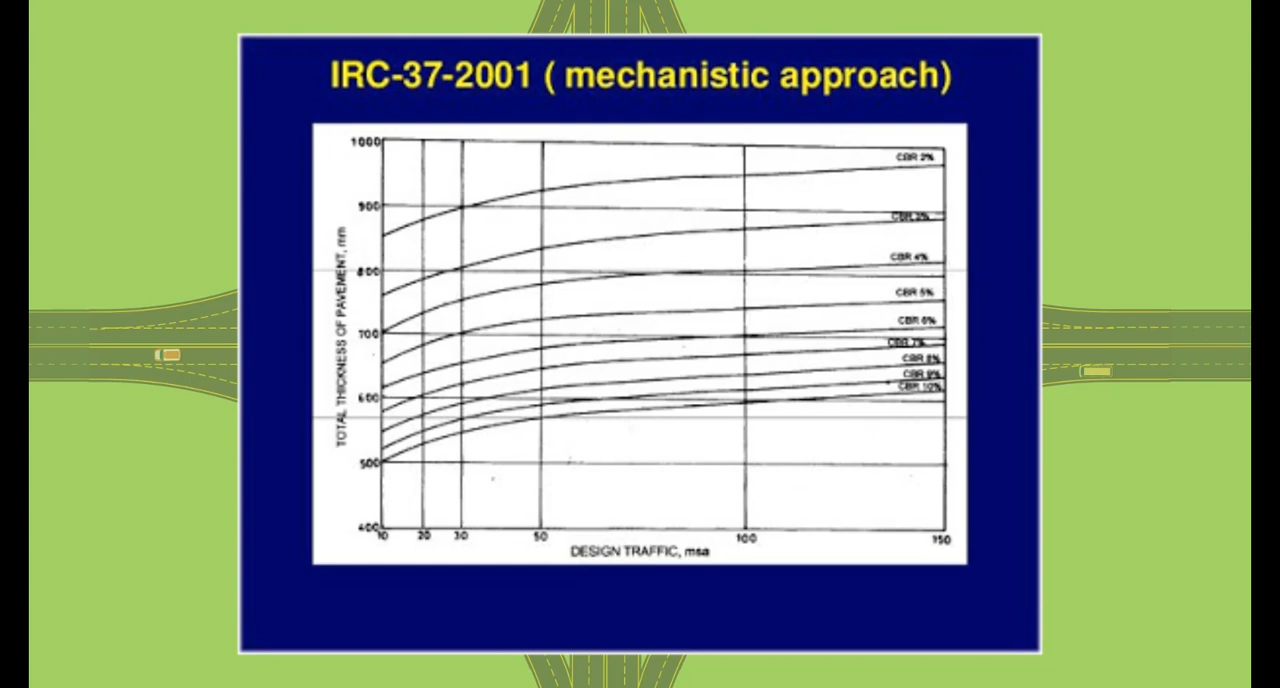 IRC-37-2001 ( mechanistic approach)
1000
900
800
700
600
500
400
10 20 30 50 100 150
TOTAL THICKNESS OF PAVEMENT, mm
DESIGN TRAFFIC, msa
CBR 2%
CBR 3%
CBR 4%
CBR 5%
CBR 6%
CBR 7%
CBR 8%
CBR 9%
CBR 10%